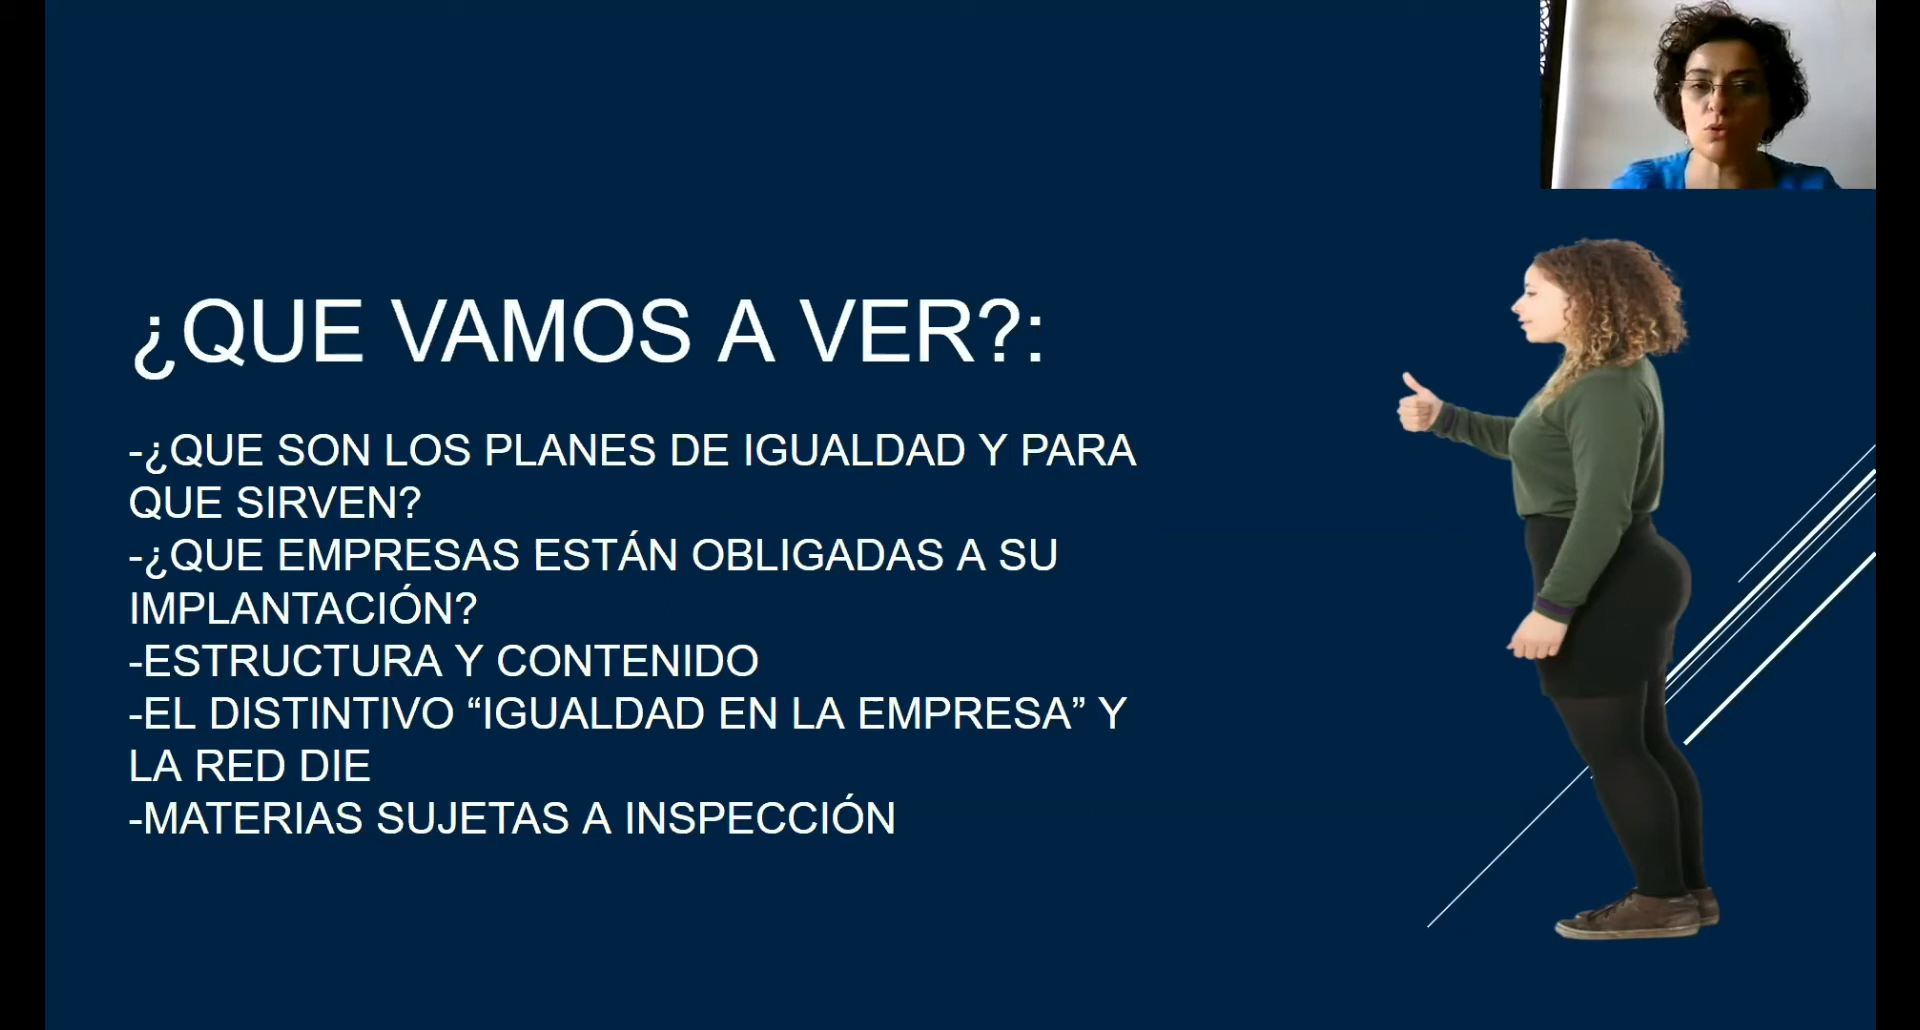 ¿QUE VAMOS A VER?:
-¿QUE SON LOS PLANES DE IGUALDAD Y PARA
QUE SIRVEN?
-¿QUE EMPRESAS ESTÁN OBLIGADAS A SU
IMPLANTACIÓN?
-ESTRUCTURA Y CONTENIDO
-EL DISTINTIVO “IGUALDAD EN LA EMPRESA” Y
LA RED DIE
-MATERIAS SUJETAS A INSPECCIÓN